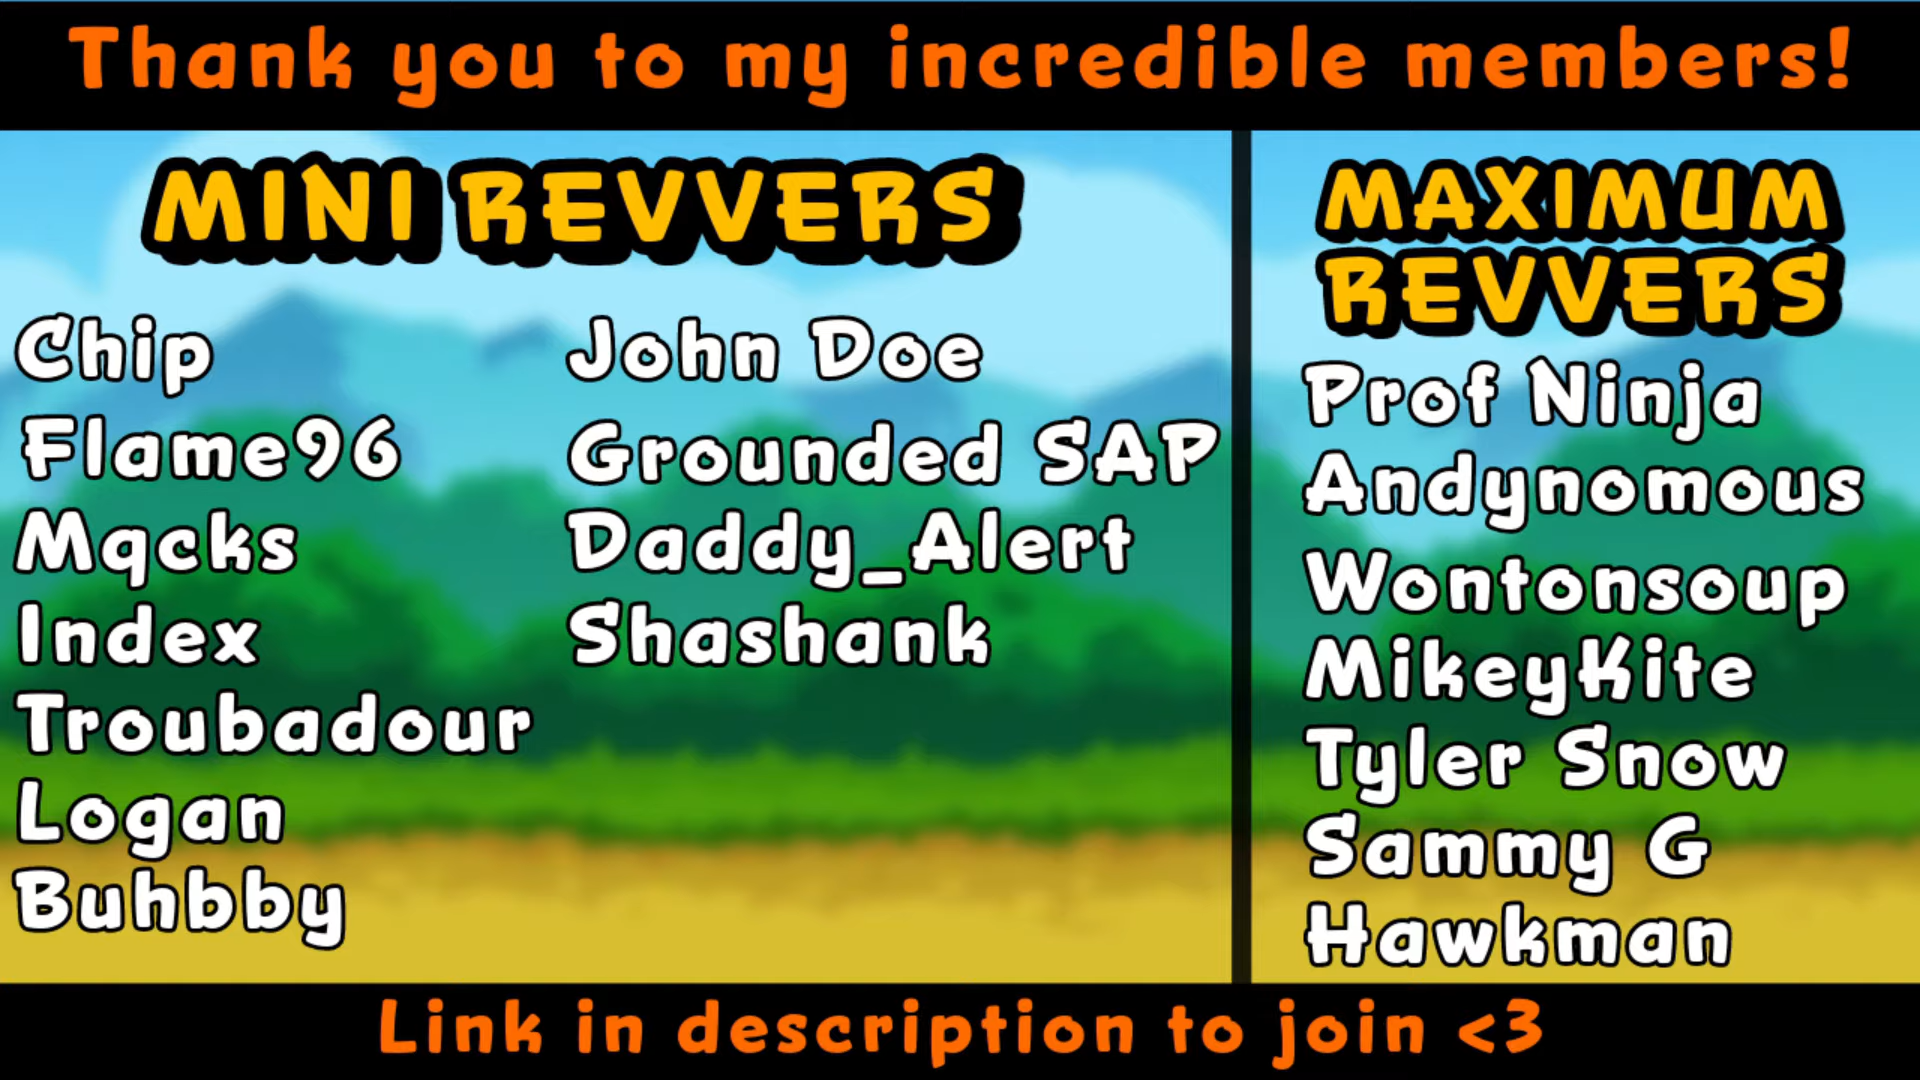 Thank you to my incredible members!
MINI REVVERS
Chip
Flame96
Mqcks
Index
Troubadour
Logan
Buhbby
John Doe
Grounded SAP
Daddy_Alert
Shashank
MAXIMUM
REVVERS
Prof Ninja
Andynomous
Wontonsoup
MikeyKite
Tyler Snow
Sammy G
Hawkman
Link in description to join <3